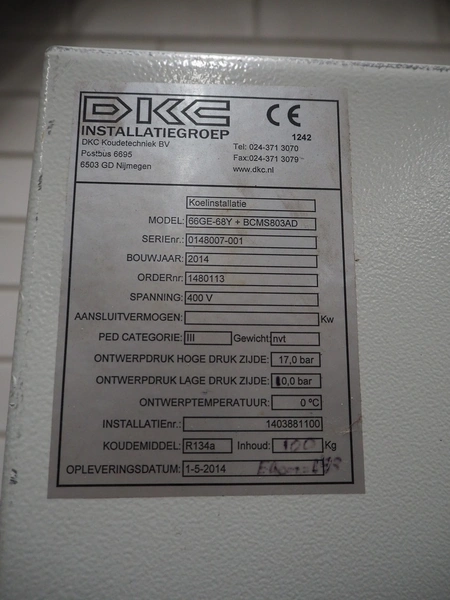 DKC CE
INSTALLATIEGROEP 1242
DKC Koudetechniek BV Tel: 024-371 3070
Postbus 6695 Fax:024-371 3079
6503 GD Nijmegen www.dkc.nl
Koelinstallatie
MODEL: 66GE-68Y + BCMS803AD
SERIEnr.: 0148007-001
BOUWJAAR: 2014
ORDERnr: 1480113
SPANNING: 400 V
AANSLUITVERMOGEN: Kw
PED CATEGORIE: III Gewicht: nvt
ONTWERPDRUK HOGE DRUK ZIJDE: 17,0 bar
ONTWERPDRUK LAGE DRUK ZIJDE: 0,0 bar
ONTWERPTEMPERATUUR: 0 ºC
INSTALLATIEnr.: 1403881100
KOUDEMIDDEL: R134a Inhoud: 100 Kg
OPLEVERINGSDATUM: 1-5-2014